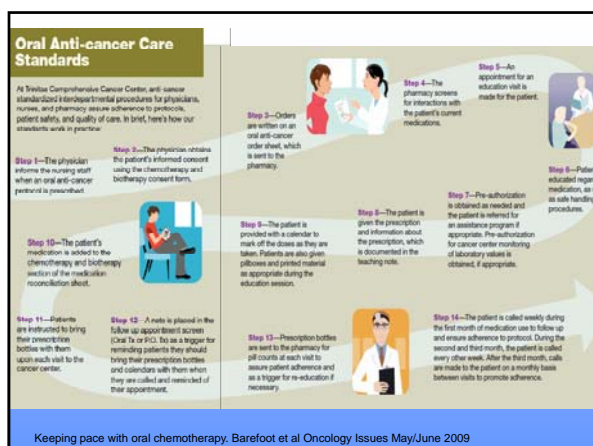 Oral Anti-cancer Care
Standards
At Trinitas Comprehensive Cancer Center, anti-cancer
standardized interdepartmental procedures for physicians,
nurses, and pharmacy assure adherence to protocols,
patient safety, and quality of care. In brief, here's how our
standards work in practice:
Step 1—The physician
informs the nursing staff
when an oral anti-cancer
protocol is prescribed.
Step 2—The physician obtains
the patient's informed consent
using the chemotherapy and
biotherapy consent form.
Step 3—Orders
are written on an
oral anti-cancer
order sheet, which
is sent to the
pharmacy.
Step 4—The
pharmacy screens
for interactions with
the patient's current
medications.
Step 5—An
appointment for an
education visit is
made for the patient.
Step 6—Patient
educated regar
medication, as
as safe handling
procedures.
Step 7—Pre-authorization
is obtained as needed and
the patient is referred for
an assistance program if
appropriate. Pre-authorization
for cancer center monitoring
of laboratory values is
obtained, if appropriate.
Step 8—The patient is
given the prescription
and information about
the prescription, which
is documented in the
teaching note.
Step 9—The patient is
provided with a calendar to
mark off the doses as they are
taken. Patients are also given
pillboxes and printed material
as appropriate during the
education session.
Step 10—The patient's
medication is added to the
chemotherapy and biotherapy
section of the medication
reconciliation sheet.
Step 11—Patients
are instructed to bring
their prescription
bottles with them
upon each visit to the
cancer center.
Step 12—A note is placed in the
follow up appointment screen
(Oral Tx or P.O. Tx) as a trigger for
reminding patients they should
bring their prescription bottles
and calendars with them when
they are called and reminded of
their appointment.
Step 13—Prescription bottles
are sent to the pharmacy for
pill counts at each visit to
assure patient adherence and
as a trigger for re-education if
necessary.
Step 14—The patient is called weekly during
the first month of medication use to follow up
and ensure adherence to protocol. During the
second and third month, the patient is called
every other week. After the third month, calls
are made to the patient on a monthly basis
between visits to promote adherence.
Keeping pace with oral chemotherapy. Barefoot et al Oncology Issues May/June 2009